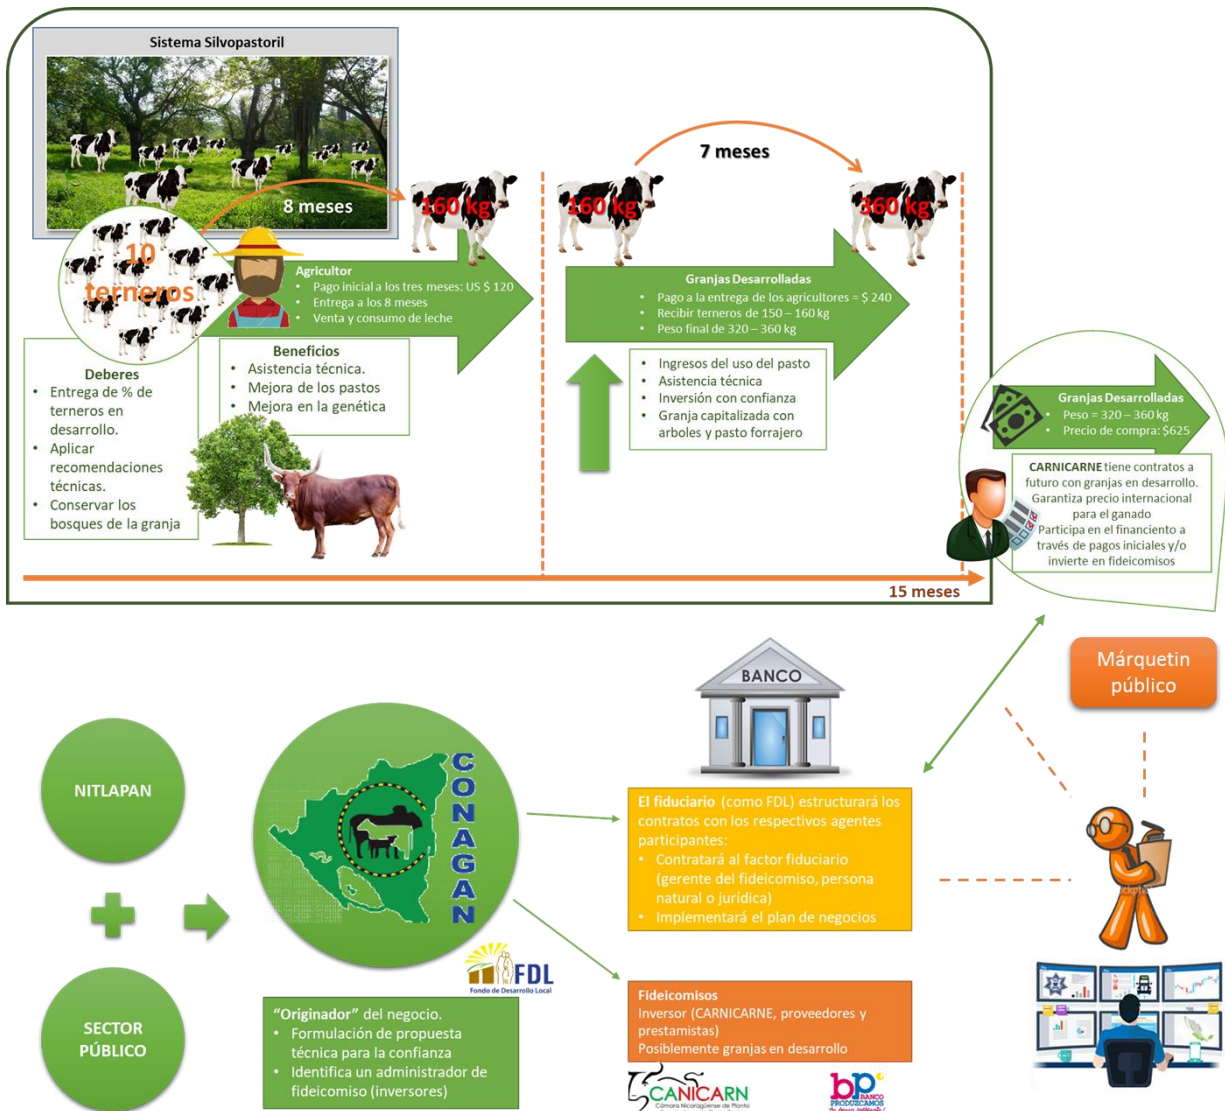 Sistema Silvopastoril
8 meses
160 kg
10
terneros
Agricultor
• Pago inicial a los tres meses: US $ 120
• Entrega a los 8 meses
• Venta y consumo de leche
Deberes
• Entrega de % de
terneros en
desarrollo.
• Aplicar
recomendaciones
técnicas.
• Conservar los
bosques de la granja
Beneficios
• Asistencia técnica.
• Mejora de los pastos
• Mejora en la genética
7 meses
160 kg
360 kg
Granjas Desarrolladas
• Pago a la entrega de los agricultores = $ 240
• Recibir terneros de 150 – 160 kg
• Peso final de 320 – 360 kg
• Ingresos del uso del pasto
• Asistencia técnica
• Inversión con confianza
• Granja capitalizada con
arboles y pasto forrajero
Granjas Desarrolladas
• Peso = 320 – 360 kg
• Precio de compra: $625
CARNICARNE tiene contratos a
futuro con granjas en desarrollo.
Garantiza precio internacional
para el ganado
Participa en el financiento a
través de pagos iniciales y/o
invierte en fideicomisos
15 meses
NITLAPAN
SECTOR
PÚBLICO
CONAGAN
FDL
Fondo de Desarrollo Local
“Originador” del negocio.
• Formulación de propuesta
técnica para la confianza
• Identifica un administrador de
fideicomiso (inversores)
BANCO
El fiduciario (como FDL) estructurará los
contratos con los respectivos agentes
participantes:
• Contratará al factor fiduciario
(gerente del fideicomiso, persona
natural o jurídica)
• Implementará el plan de negocios
Fideicomisos
Inversor (CARNICARNE, proveedores y
prestamistas)
Posiblemente granjas en desarrollo
CANICARN
Cámara Nicaragüense de Planta
bp
BANCO
PRODUZCAMOS
Márquetin
público